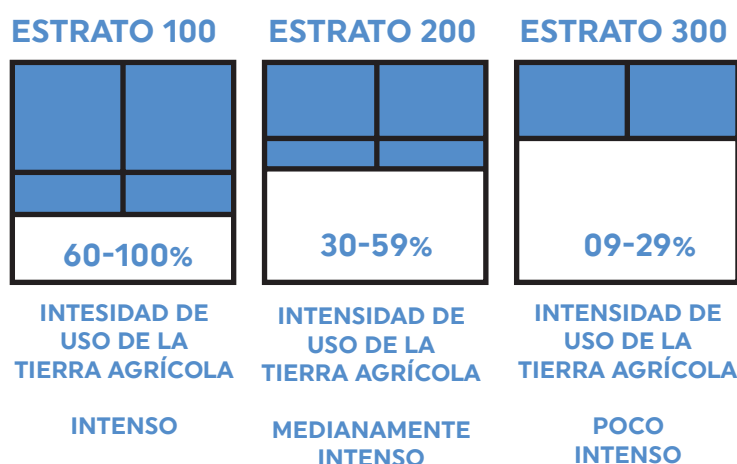 ESTRATO 100
60-100%
INTESIDAD DE
USO DE LA
TIERRA AGRÍCOLA
INTENSO
ESTRATO 200
30-59%
INTENSIDAD DE
USO DE LA
TIERRA AGRÍCOLA
MEDIANAMENTE
INTENSO
ESTRATO 300
09-29%
INTENSIDAD DE
USO DE LA
TIERRA AGRÍCOLA
POCO
INTENSO